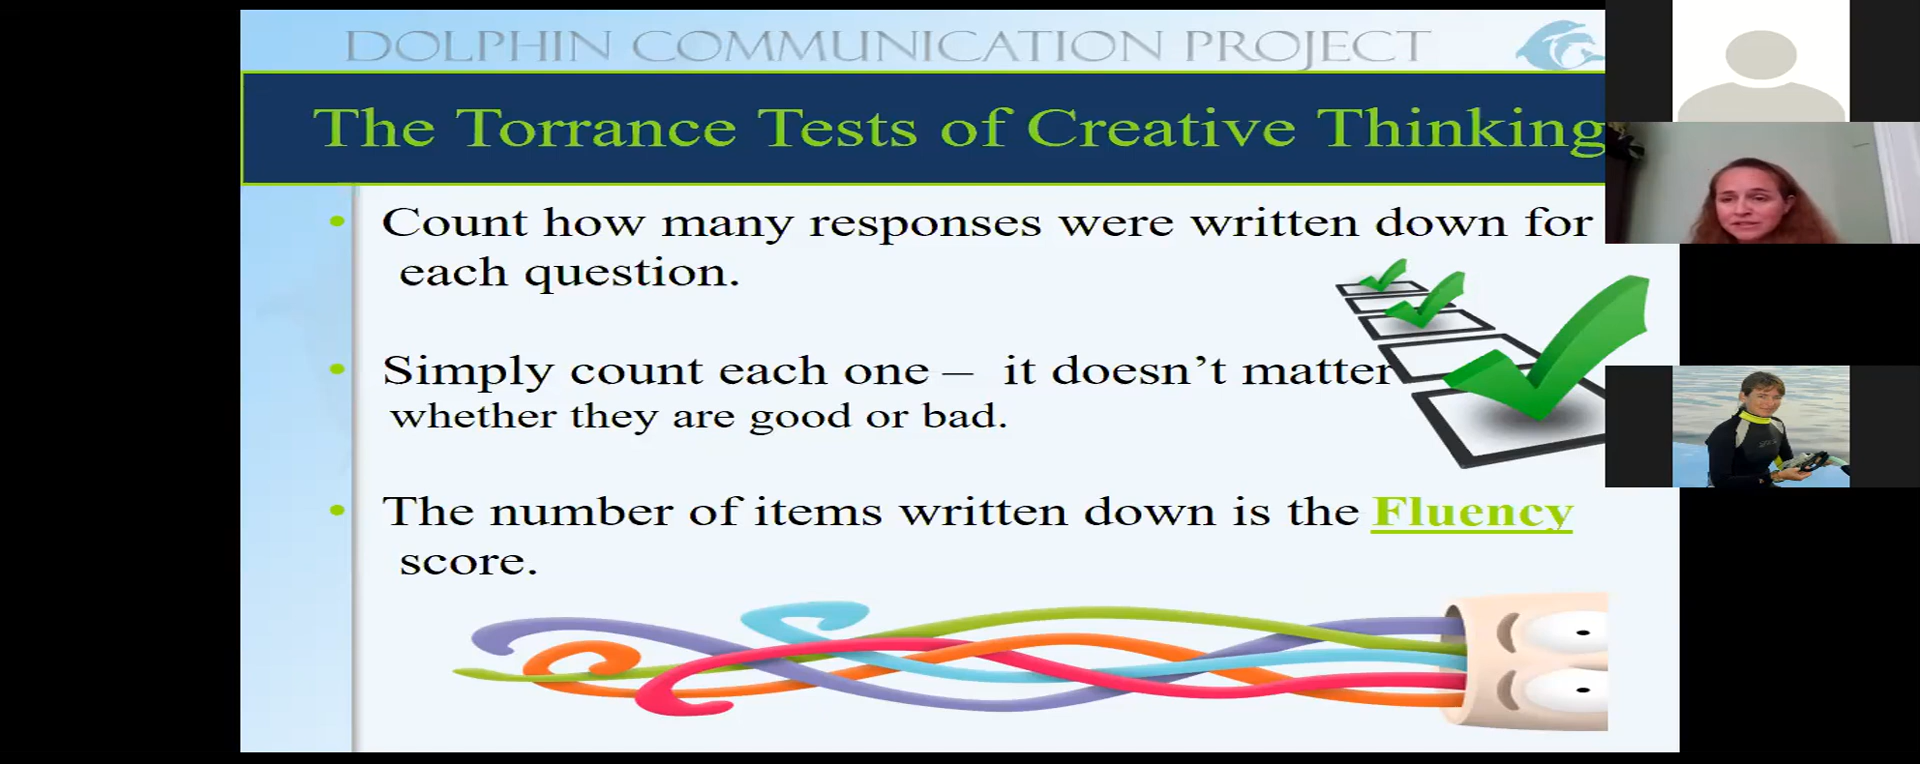 DOLPHIN COMMUNICATION PROJECT
The Torrance Tests of Creative Thinking
• Count how many responses were written down for
each question.
• Simply count each one – it doesn’t matter
whether they are good or bad.
• The number of items written down is the Fluency
score.